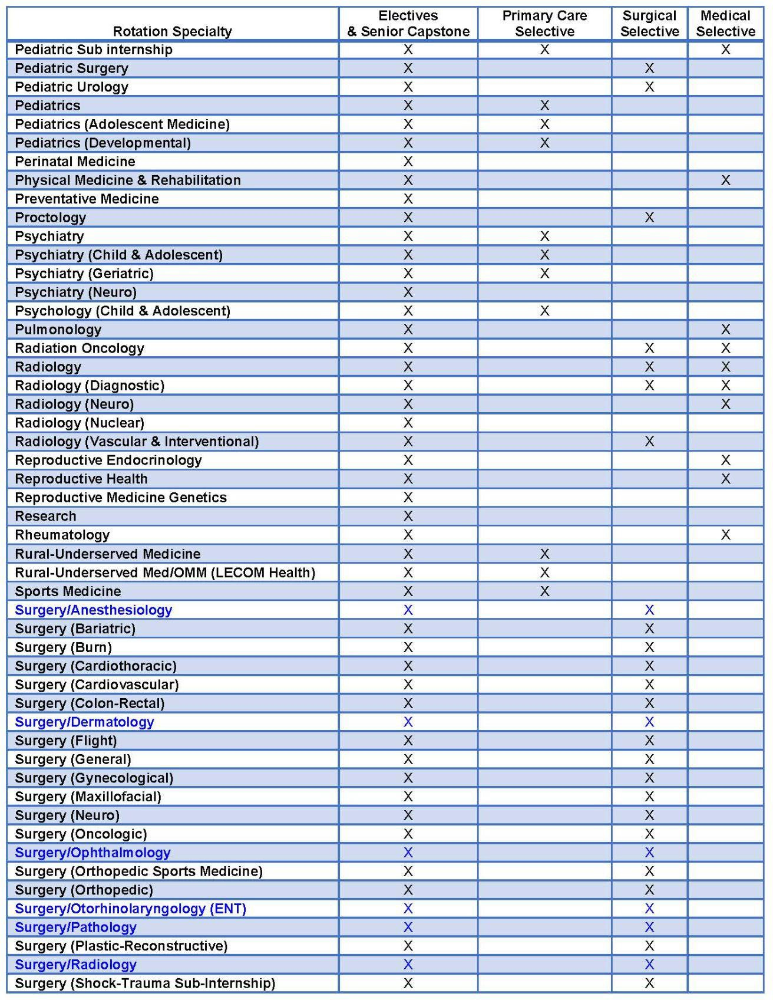 Rotation Specialty Electives & Senior Capstone Primary Care Selective Surgical Selective Medical Selective
Pediatric Sub internship X X X
Pediatric Surgery X X
Pediatric Urology X X
Pediatrics X X
Pediatrics (Adolescent Medicine) X X
Pediatrics (Developmental) X X
Perinatal Medicine X
Physical Medicine & Rehabilitation X X
Preventative Medicine X
Proctology X X
Psychiatry X X
Psychiatry (Child & Adolescent) X X
Psychiatry (Geriatric) X X
Psychiatry (Neuro) X
Psychology (Child & Adolescent) X X
Pulmonology X X
Radiation Oncology X X X
Radiology X X X
Radiology (Diagnostic) X X X
Radiology (Neuro) X X
Radiology (Nuclear) X
Radiology (Vascular & Interventional) X X
Reproductive Endocrinology X X
Reproductive Health X X
Reproductive Medicine Genetics X
Research X
Rheumatology X X
Rural-Underserved Medicine X X
Rural-Underserved Med/OMM (LECOM Health) X X
Sports Medicine X X
Surgery/Anesthesiology X X
Surgery (Bariatric) X X
Surgery (Burn) X X
Surgery (Cardiothoracic) X X
Surgery (Cardiovascular) X X
Surgery (Colon-Rectal) X X
Surgery/Dermatology X X
Surgery (Flight) X X
Surgery (General) X X
Surgery (Gynecological) X X
Surgery (Maxillofacial) X X
Surgery (Neuro) X X
Surgery (Oncologic) X X
Surgery/Ophthalmology X X
Surgery (Orthopedic Sports Medicine) X X
Surgery (Orthopedic) X X
Surgery/Otorhinolaryngology (ENT) X X
Surgery/Pathology X X
Surgery (Plastic-Reconstructive) X X
Surgery/Radiology X X
Surgery (Shock-Trauma Sub-Internship) X X